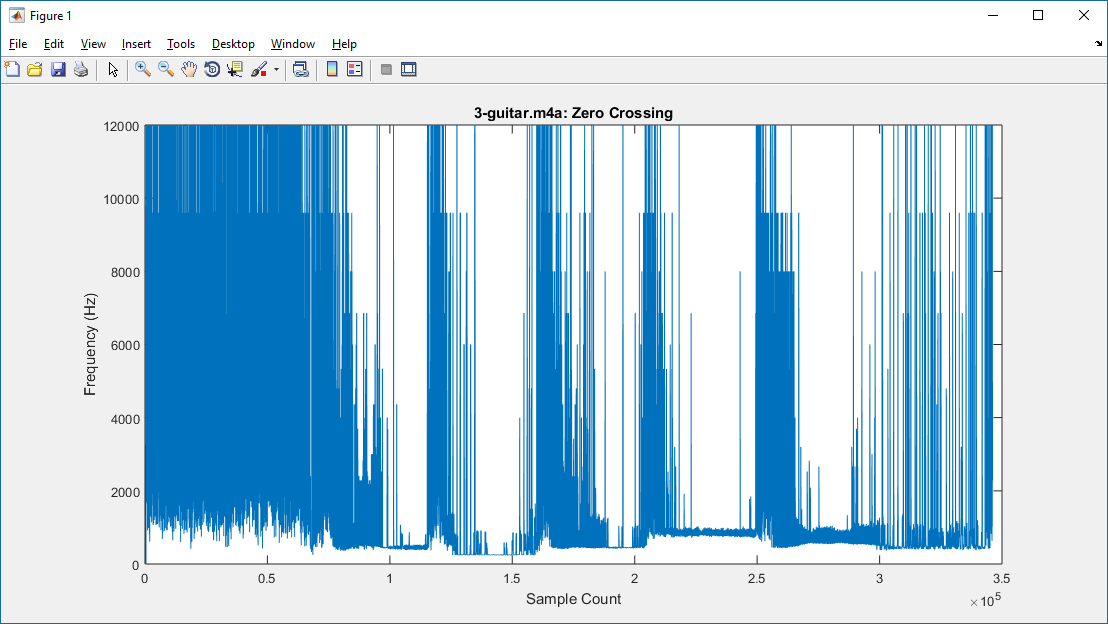 Figure 1
File Edit View Insert Tools Desktop Window Help
3-guitar.m4a: Zero Crossing
12000
10000
8000
6000
4000
2000
0
Frequency (Hz)
0 0.5 1 1.5 2 2.5 3 3.5
Sample Count
×10⁵